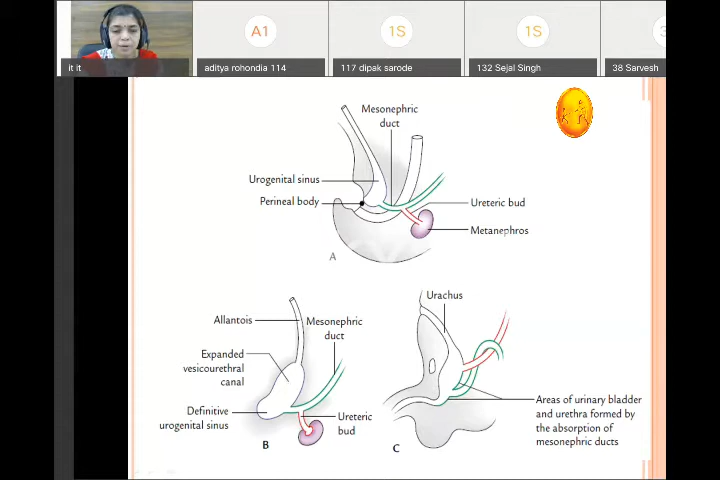 A1
1S
1S
it it
aditya rohondia 114
117 dipak sarode
132 Sejal Singh
38 Sarvesh
Mesonephric
duct
Urogenital sinus
Perineal body
Ureteric bud
Metanephros
A
Urachus
Allantois
Mesonephric
duct
Expanded
vesicourethral
canal
Definitive
urogenital sinus
Ureteric
bud
Areas of urinary bladder
and urethra formed by
the absorption of
mesonephric ducts
B
C